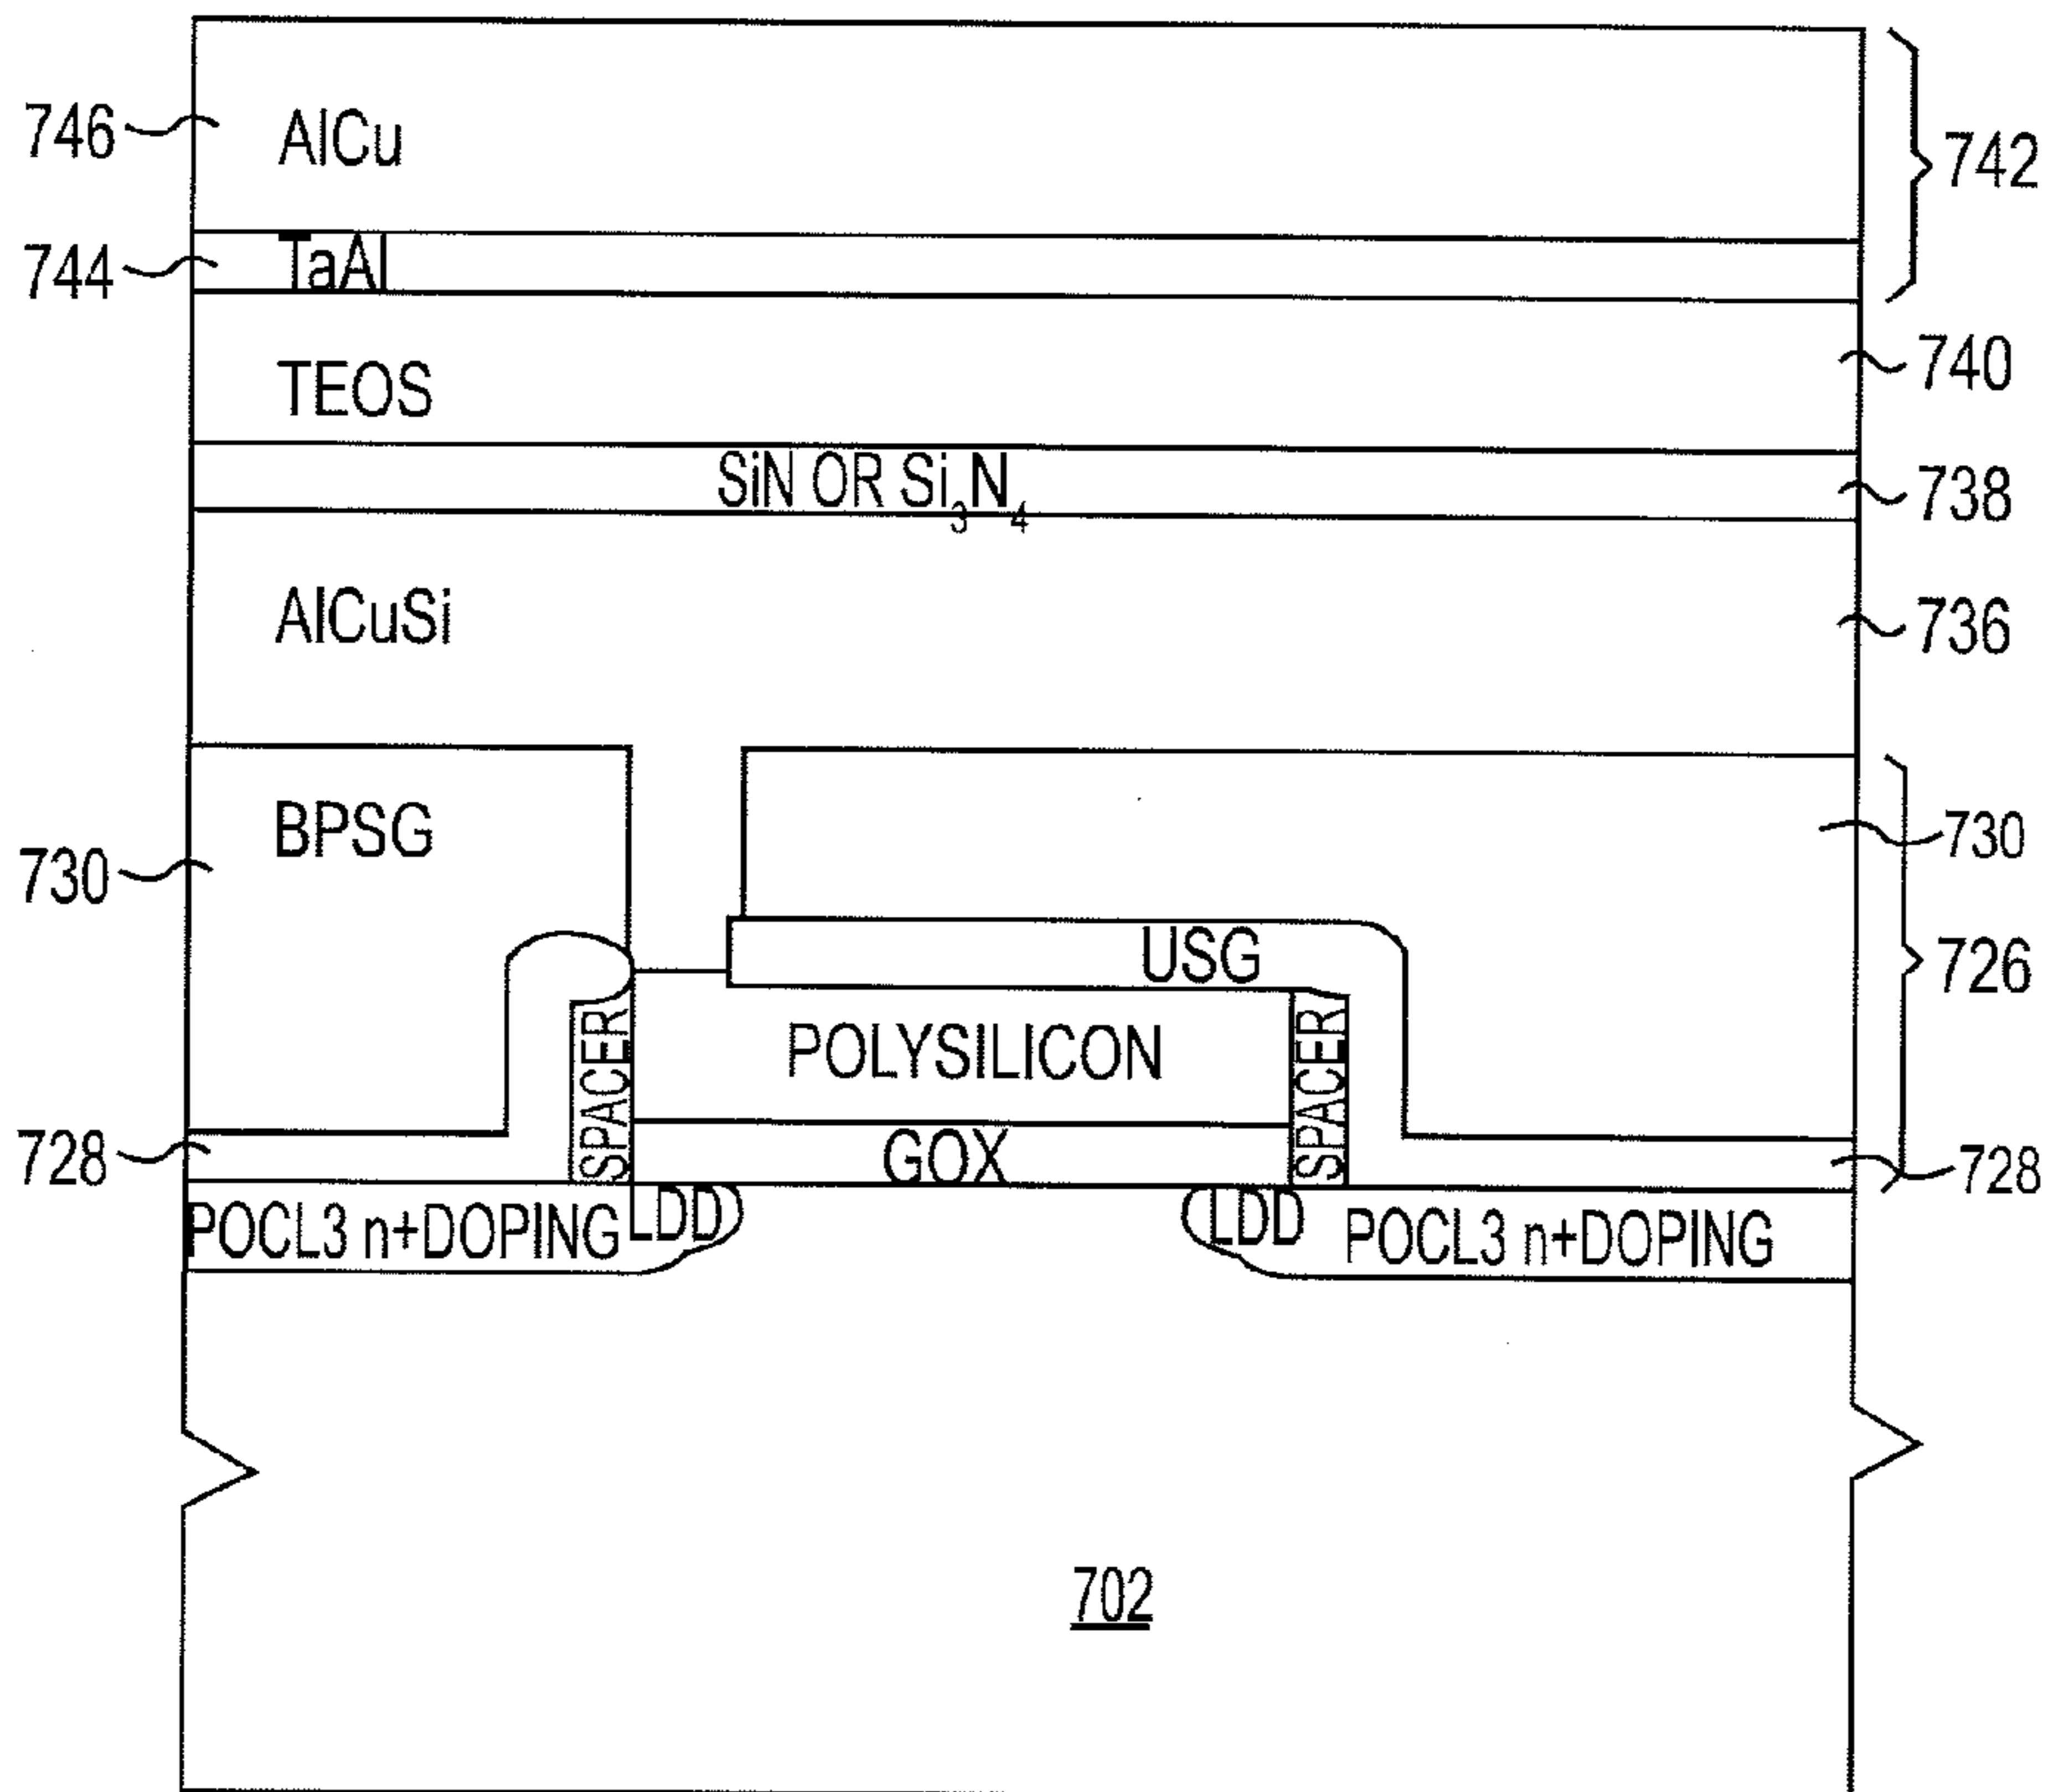 746
AlCu
742
744
TaAl
TEOS
740
SiN OR Si₃N₄
738
AlCuSi
736
BPSG
730
730
USG
726
SPACER
POLYSILICON
SPACER
728
GOX
728
POCL3 n+DOPING
LDD
LDD
POCL3 n+DOPING
702